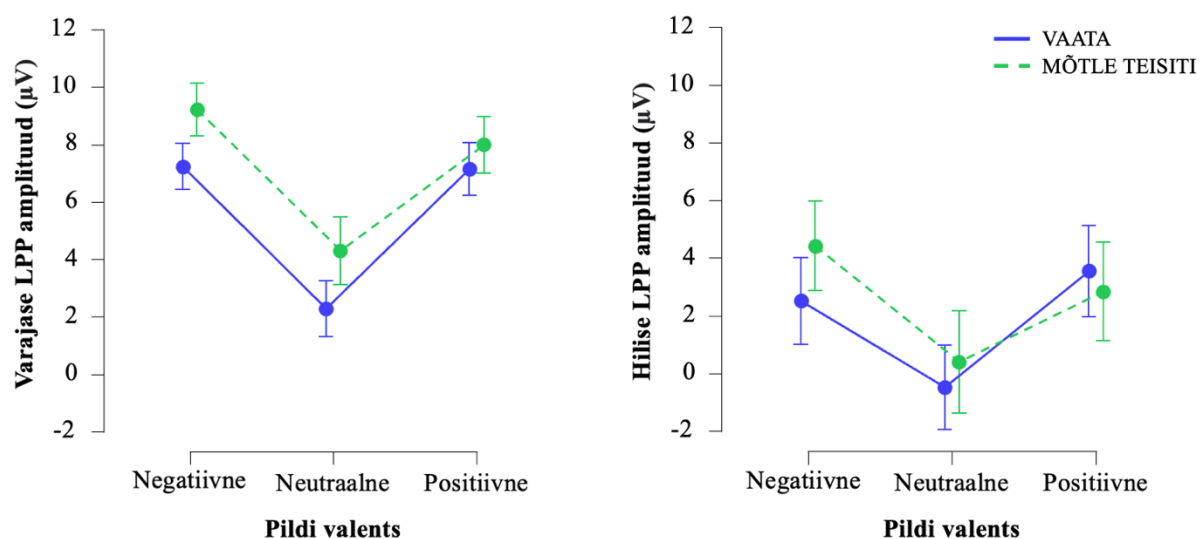 Varajase LPP amplituud (µV)
12
10
8
6
4
2
0
-2
Negatiivne
Neutraalne
Positiivne
Pildi valents
Hilise LPP amplituud (µV)
12
10
8
6
4
2
0
-2
Negatiivne
Neutraalne
Positiivne
Pildi valents
VAATA
MÕTLE TEISITI